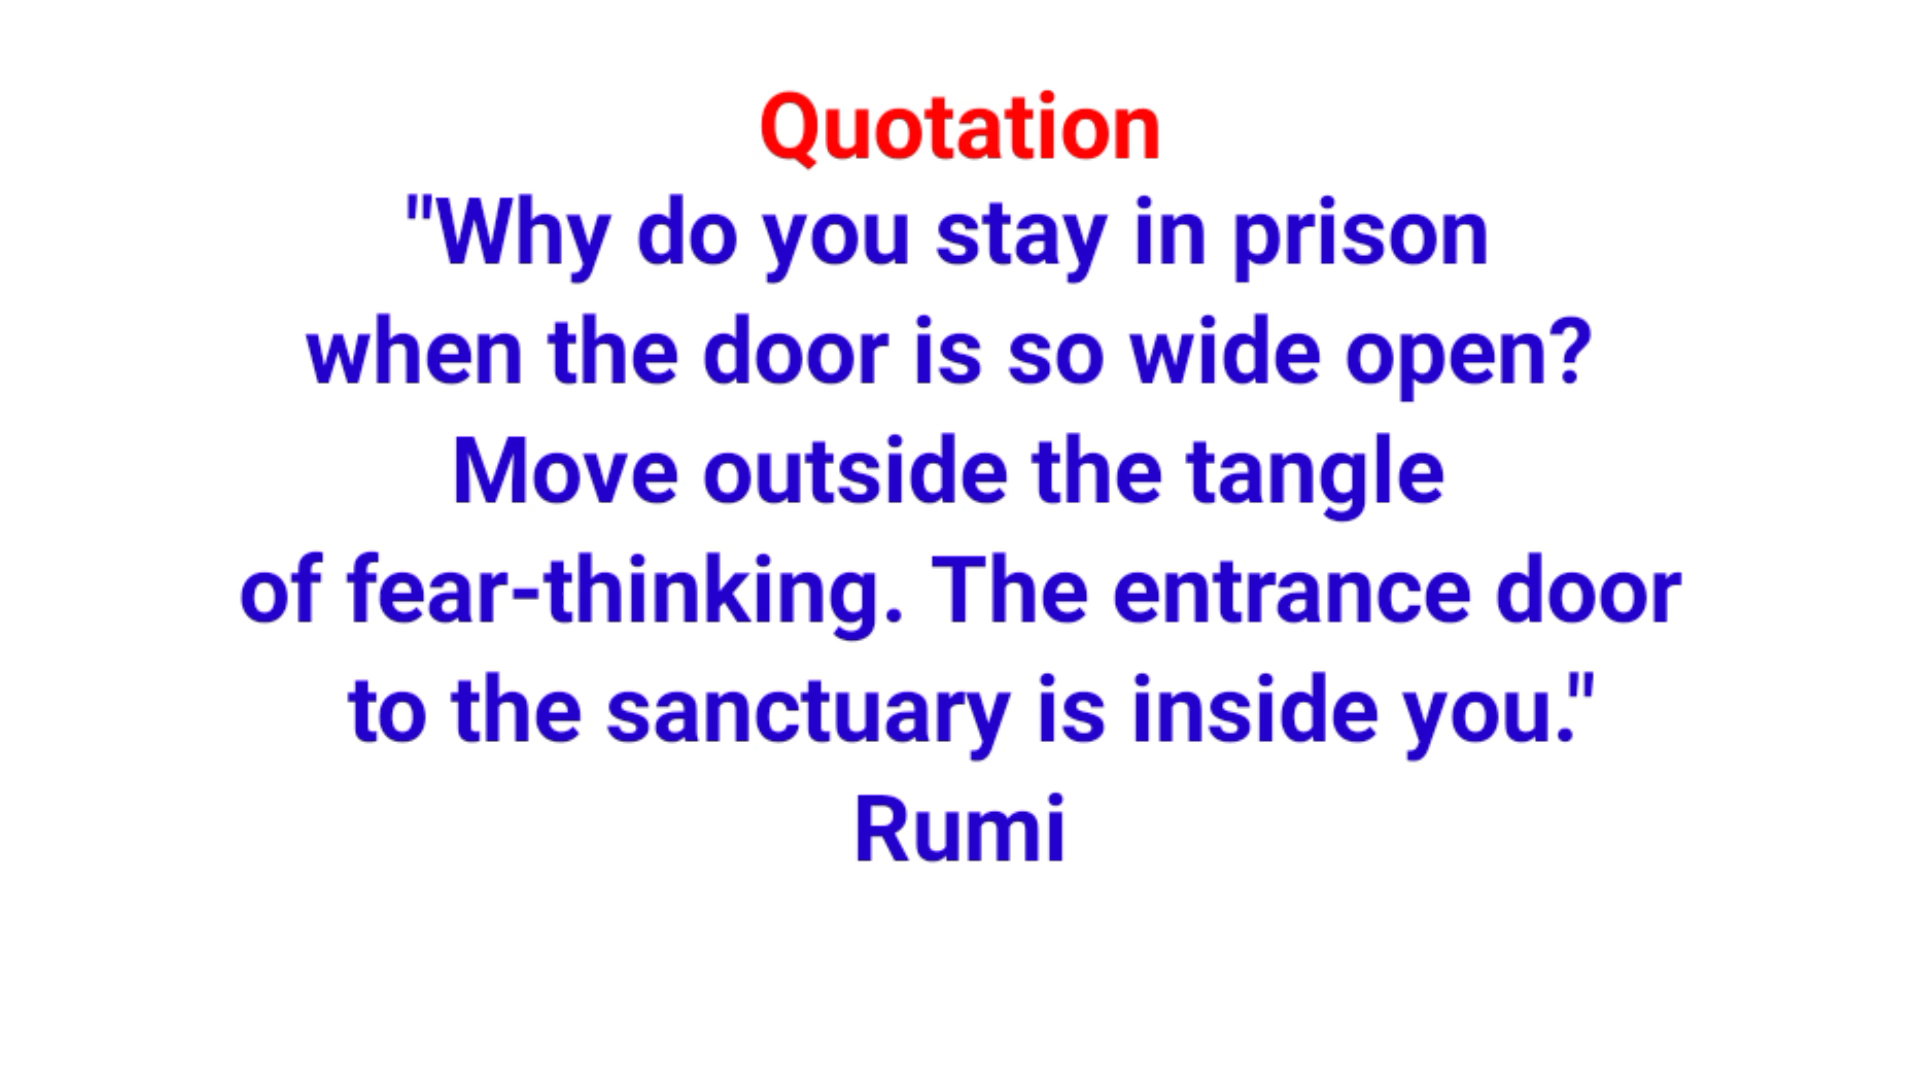 Quotation
"Why do you stay in prison
when the door is so wide open?
Move outside the tangle
of fear-thinking. The entrance door
to the sanctuary is inside you."
Rumi